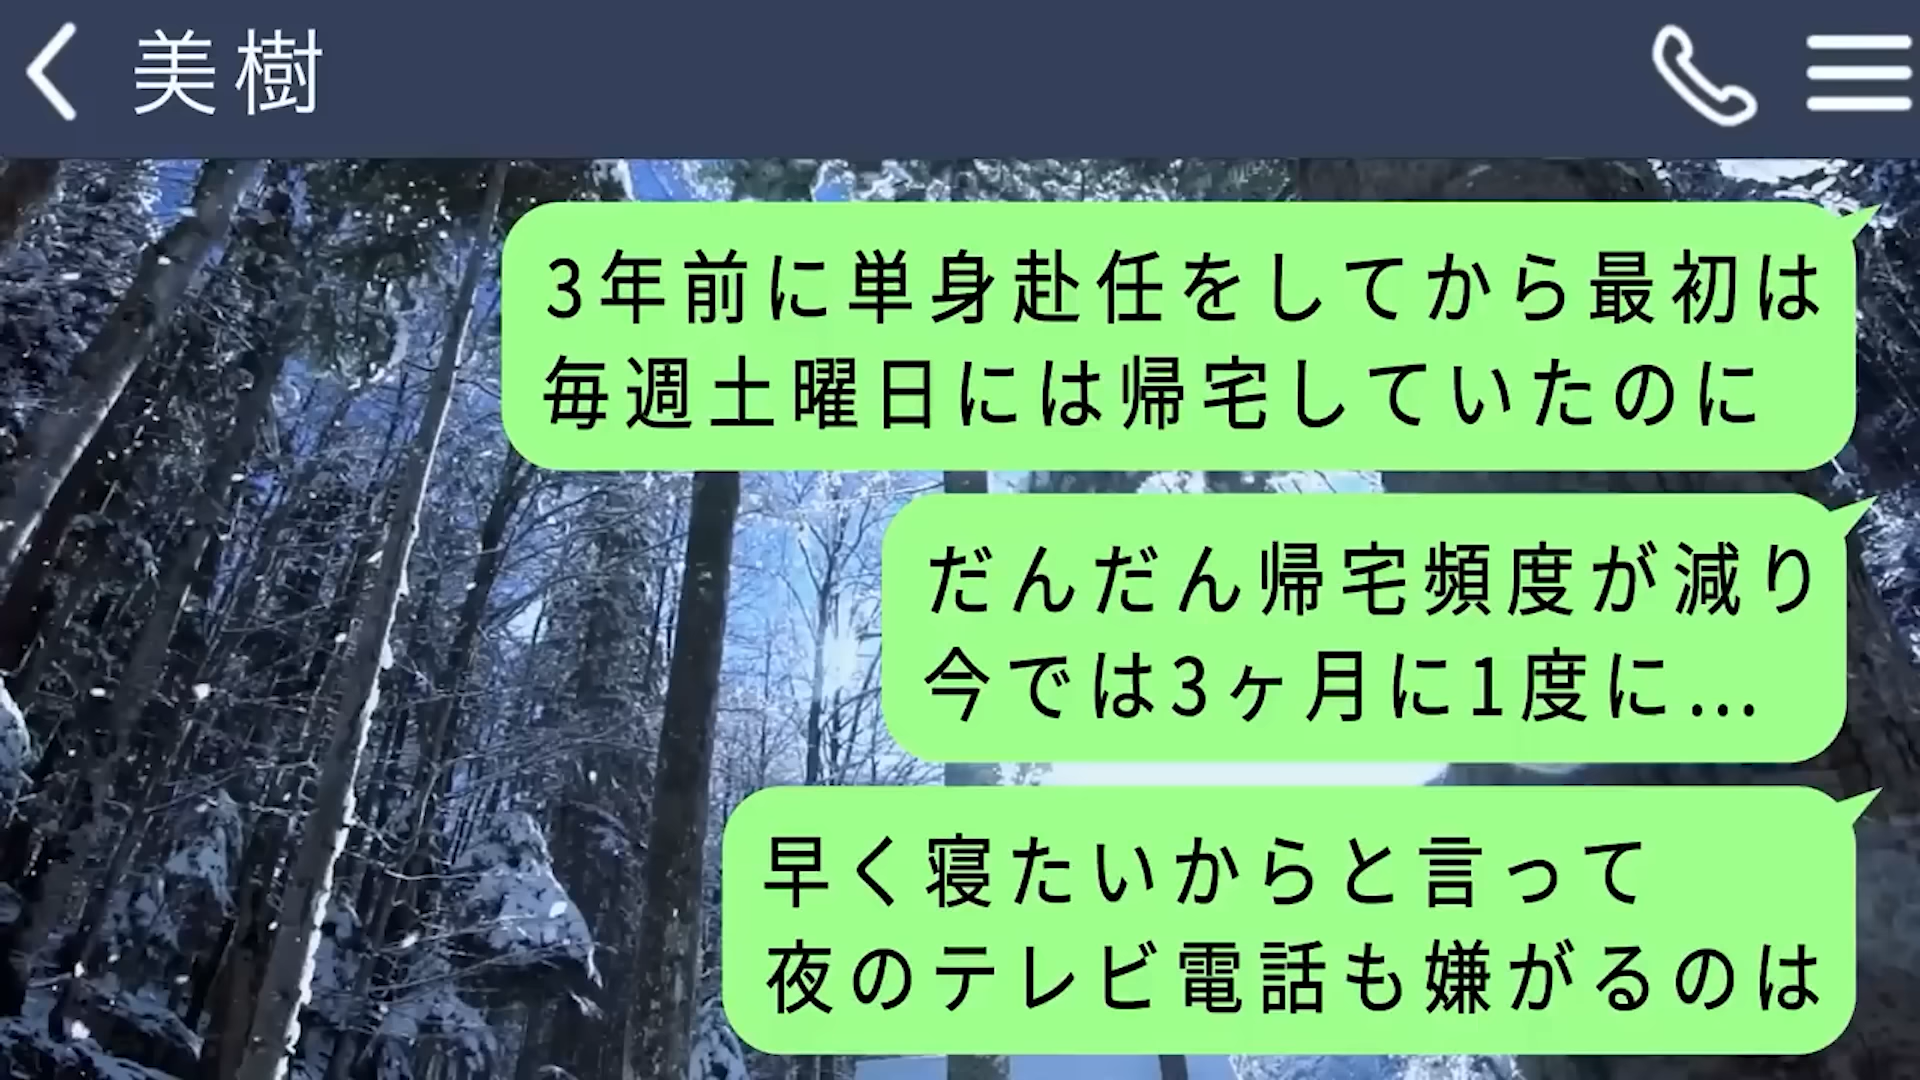 美樹
3年前に単身赴任をしてから最初は
毎週土曜日には帰宅していたのに
だんだん帰宅頻度が減り
今では3ヶ月に1度に...
早く寝たいからと言って
夜のテレビ電話も嫌がるのは